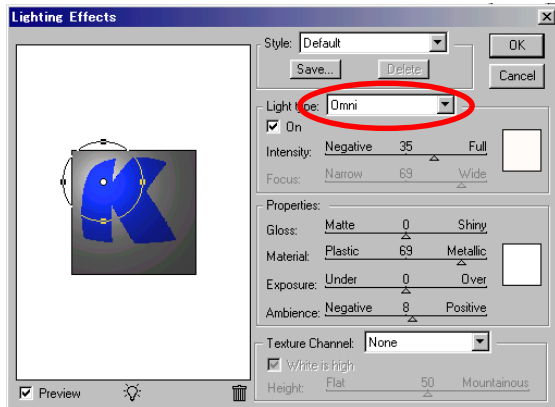 Lighting Effects
Style: Default
OK
Save... Delete
Cancel
Light type: Omni
On
Intensity: Negative 35 Full
Focus: Narrow 69 Wide
Properties:
Gloss: Matte 0 Shiny
Material: Plastic 69 Metallic
Exposure: Under 0 Over
Ambience: Negative 8 Positive
Texture Channel: None
White is high
Height: Flat 50 Mountainous
Preview
K